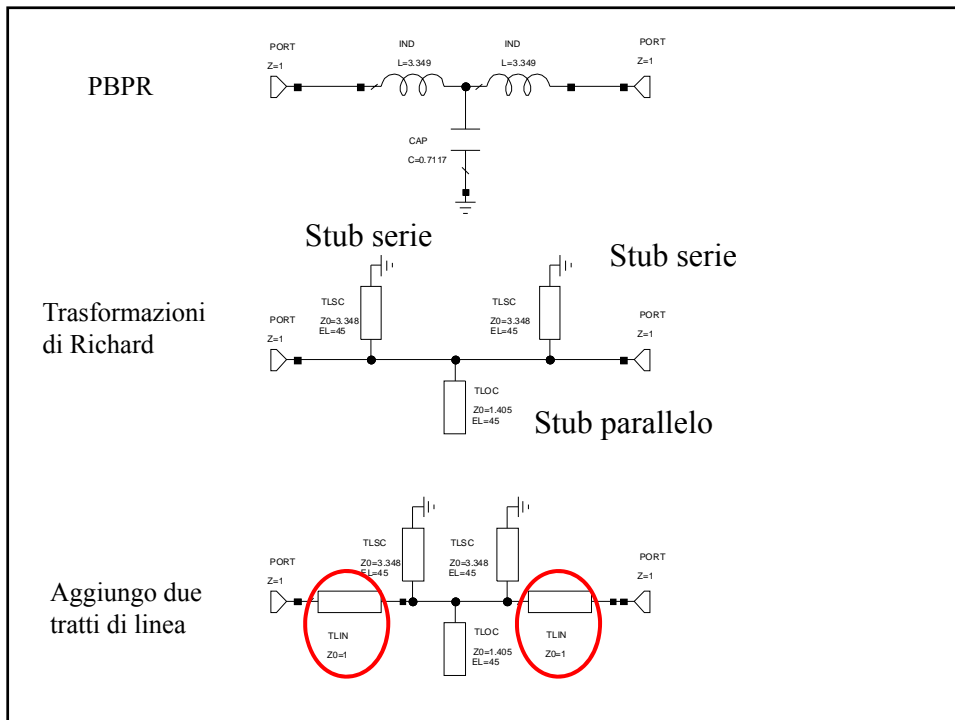 PBPR
PORT
Z=1
IND
L=3.349
IND
L=3.349
PORT
Z=1
CAP
C=0.7117
Trasformazioni
di Richard
Stub serie
Stub serie
PORT
Z=1
TLSC
Z0=3.348
EL=45
TLSC
Z0=3.348
EL=45
PORT
Z=1
TLOC
Z0=1.405
EL=45
Stub parallelo
Aggiungo due
tratti di linea
PORT
Z=1
TLSC
Z0=3.348
EL=45
TLSC
Z0=3.348
EL=45
PORT
Z=1
TLIN
Z0=1
TLOC
Z0=1.405
EL=45
TLIN
Z0=1